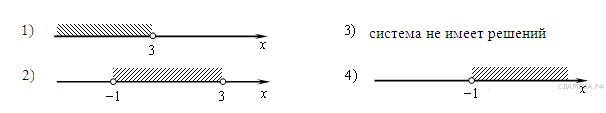 1)
3
x
2)
−1
3
x
3) система не имеет решений
4)
−1
x
СДАМГИА.РФ